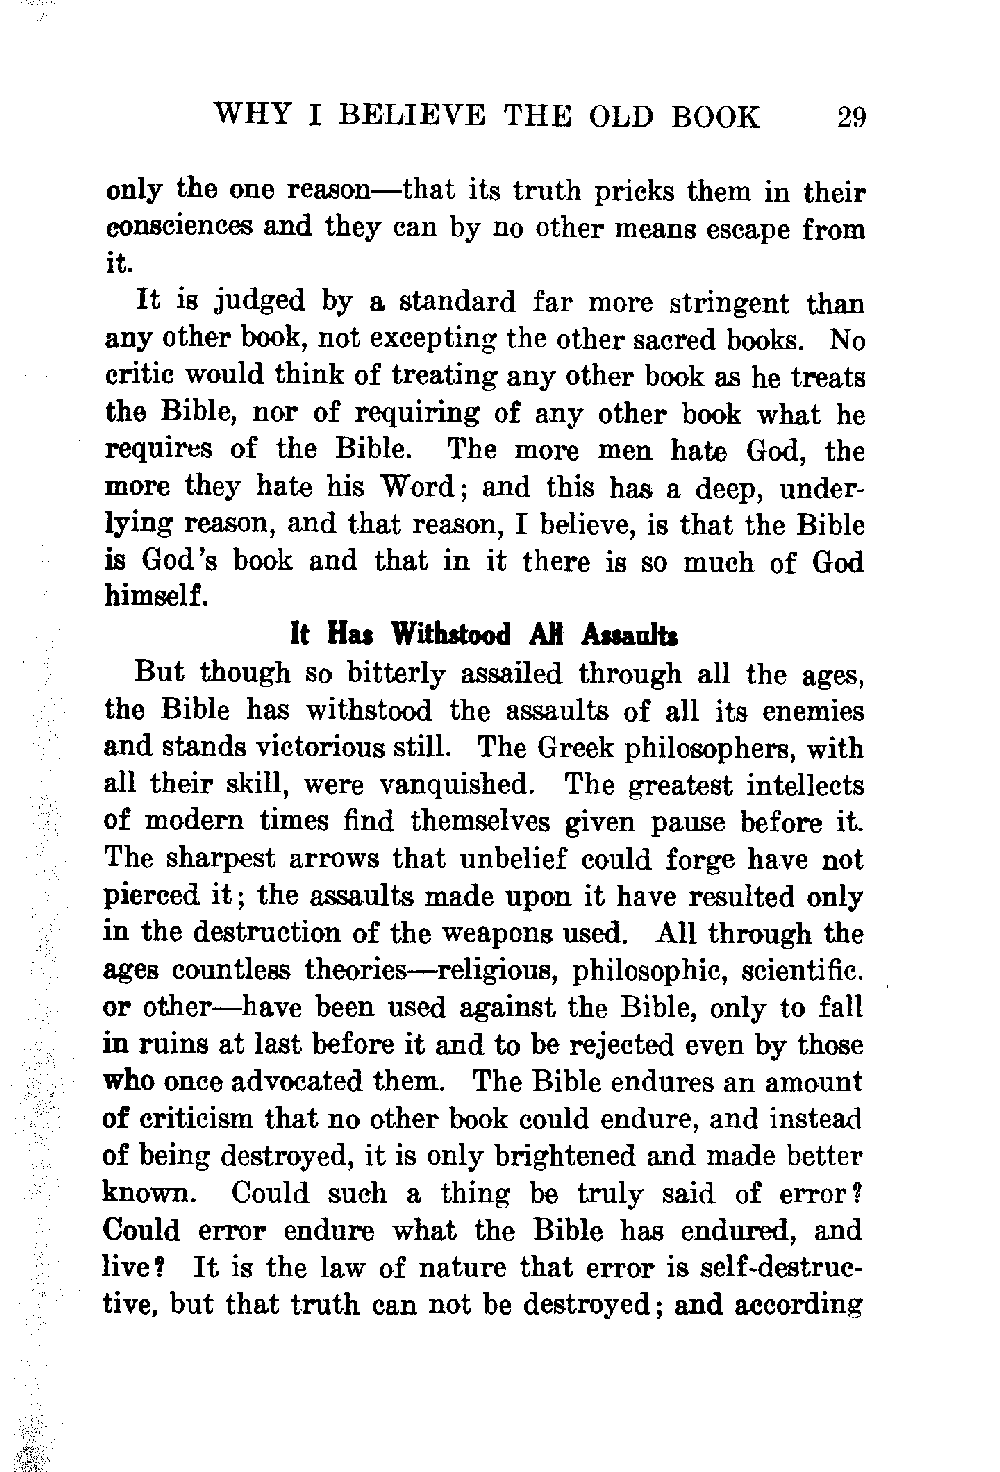 WHY I BELIEVE THE OLD BOOK 29
only the one reason—that its truth pricks them in their
consciences and they can by no other means escape from
it.
It is judged by a standard far more stringent than
any other book, not excepting the other sacred books. No
critic would think of treating any other book as he treats
the Bible, nor of requiring of any other book what he
requires of the Bible. The more men hate God, the
more they hate his Word; and this has a deep, under-
lying reason, and that reason, I believe, is that the Bible
is God's book and that in it there is so much of God
himself.
It Has Withstood All Assaults
But though so bitterly assailed through all the ages,
the Bible has withstood the assaults of all its enemies
and stands victorious still. The Greek philosophers, with
all their skill, were vanquished. The greatest intellects
of modern times find themselves given pause before it.
The sharpest arrows that unbelief could forge have not
pierced it; the assaults made upon it have resulted only
in the destruction of the weapons used. All through the
ages countless theories—religious, philosophic, scientific.
or other—have been used against the Bible, only to fall
in ruins at last before it and to be rejected even by those
who once advocated them. The Bible endures an amount
of criticism that no other book could endure, and instead
of being destroyed, it is only brightened and made better
known. Could such a thing be truly said of error?
Could error endure what the Bible has endured, and
live? It is the law of nature that error is self-destruc-
tive, but that truth can not be destroyed; and according